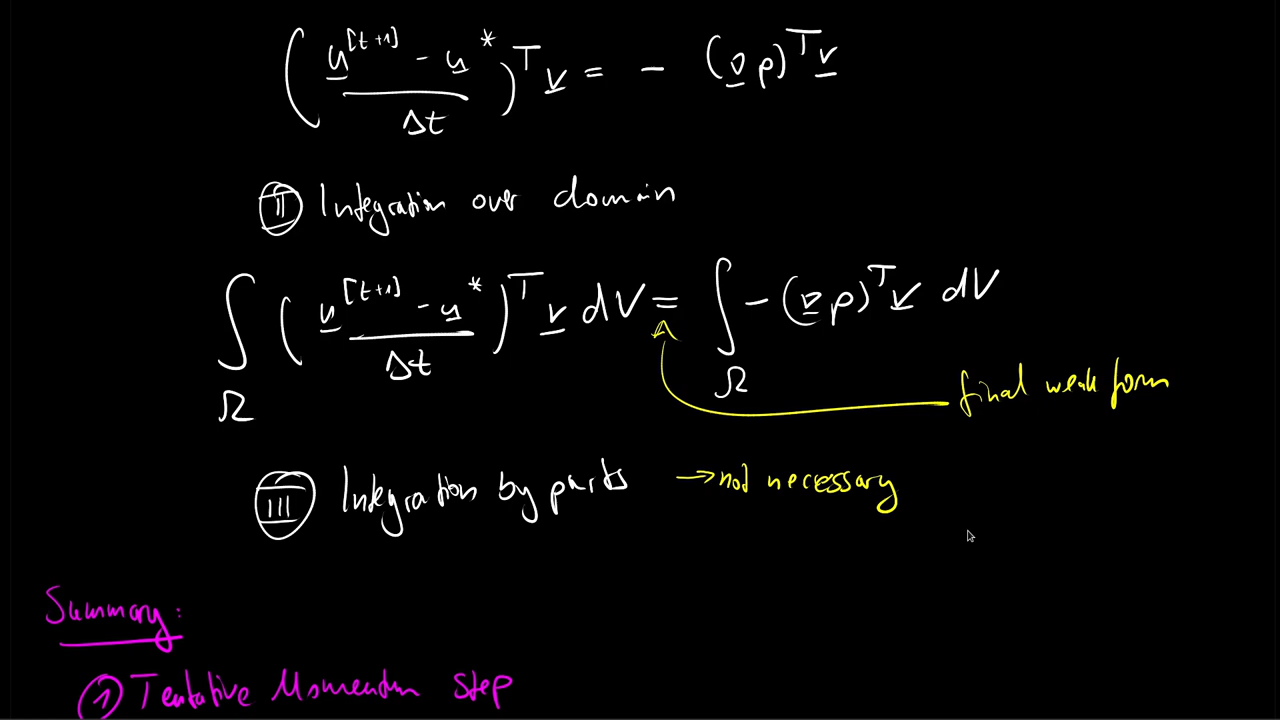 (u^[t+1] - u^* / Δt)^T v = - (∇p)^T v
II Integration over domain
∫_Ω (u^[t+1] - u^* / Δt)^T v dV = ∫_Ω - (∇p)^T v dV
final weak form
III Integration by parts → not necessary
Summary:
1 Tentative Momentum Step